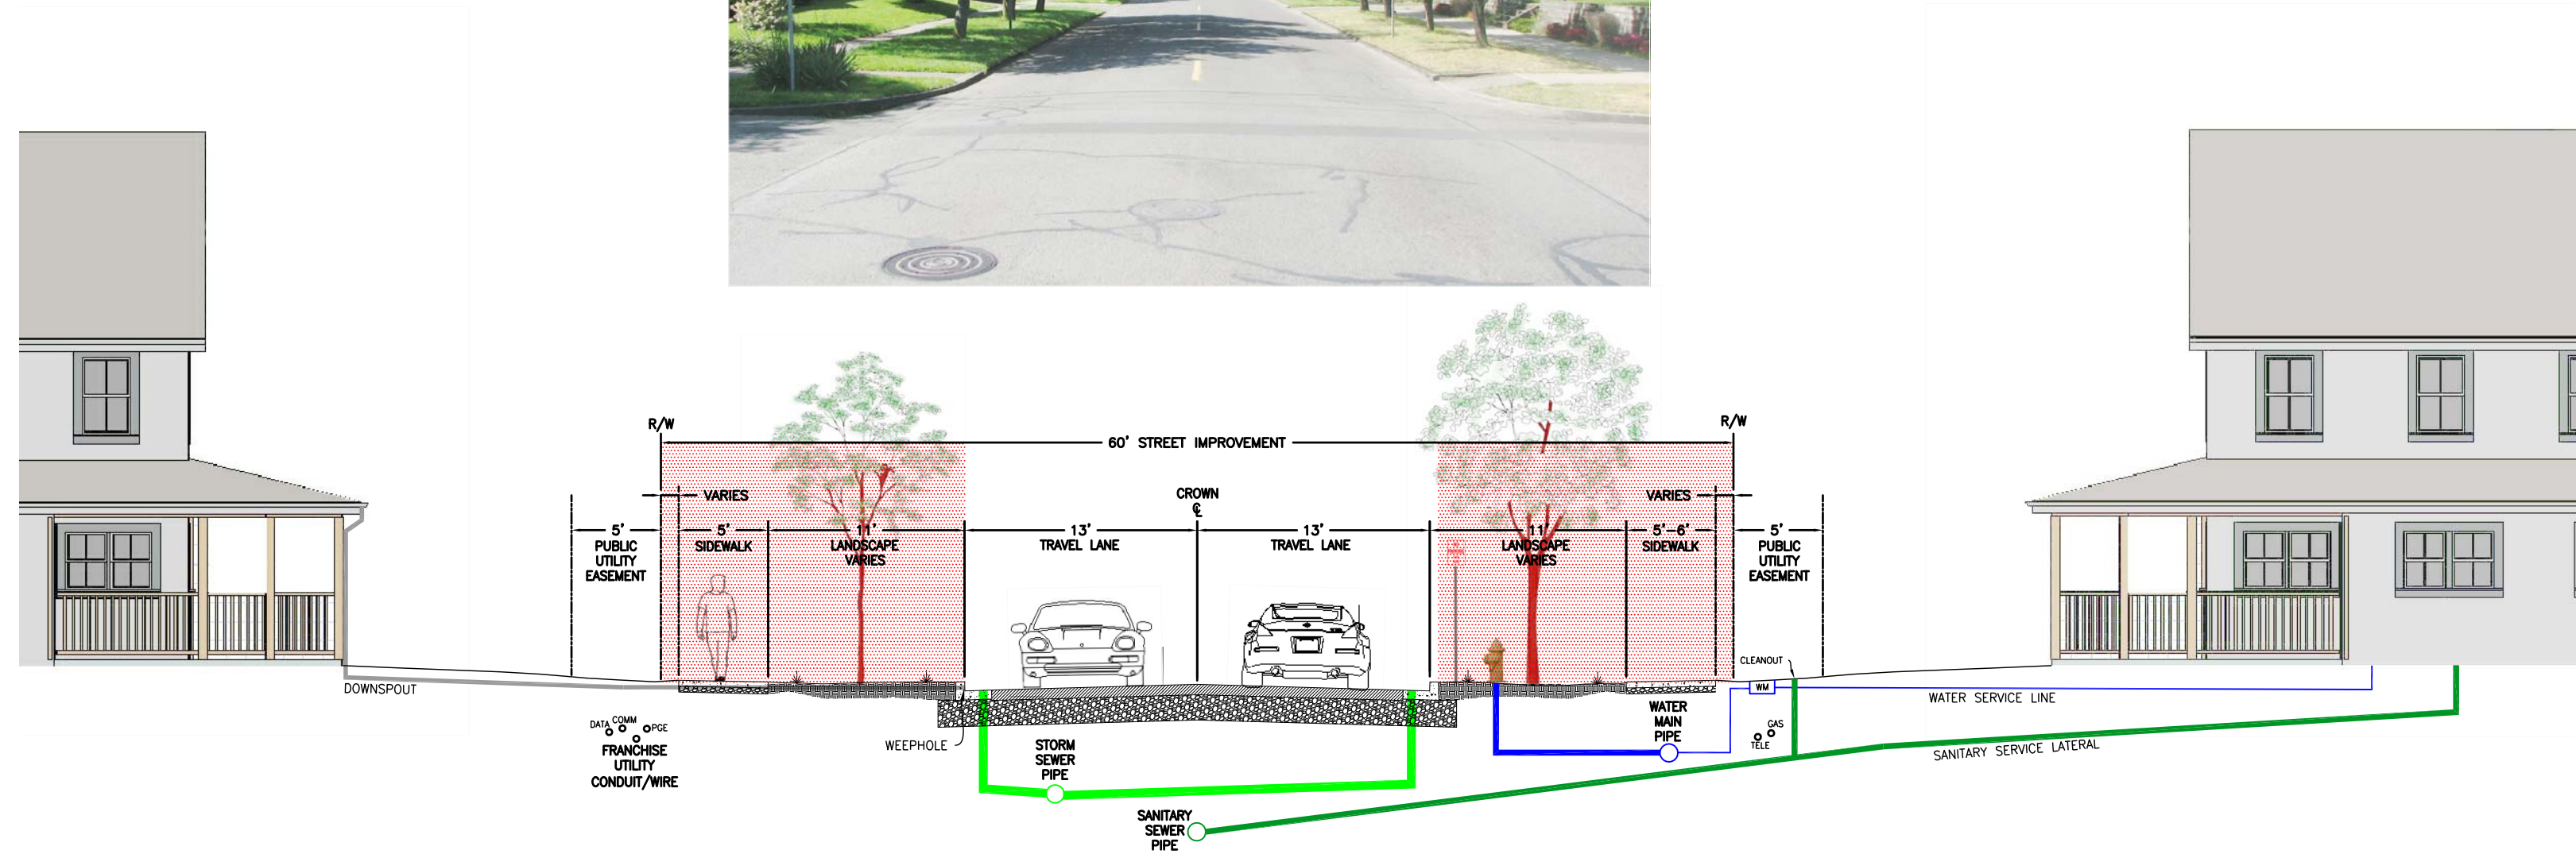 R/W
R/W
60' STREET IMPROVEMENT
VARIES
CROWN
℄
VARIES
5'
PUBLIC
UTILITY
EASEMENT
5'
SIDEWALK
11'
LANDSCAPE
VARIES
13'
TRAVEL LANE
13'
TRAVEL LANE
11'
LANDSCAPE
VARIES
5'-6'
SIDEWALK
5'
PUBLIC
UTILITY
EASEMENT
CLEANOUT
DOWNSPOUT
WM
WATER SERVICE LINE
DATA
COMM
PGE
FRANCHISE
UTILITY
CONDUIT/WIRE
WEEPHOLE
STORM
SEWER
PIPE
WATER
MAIN
PIPE
GAS
TELE
SANITARY SERVICE LATERAL
SANITARY
SEWER
PIPE